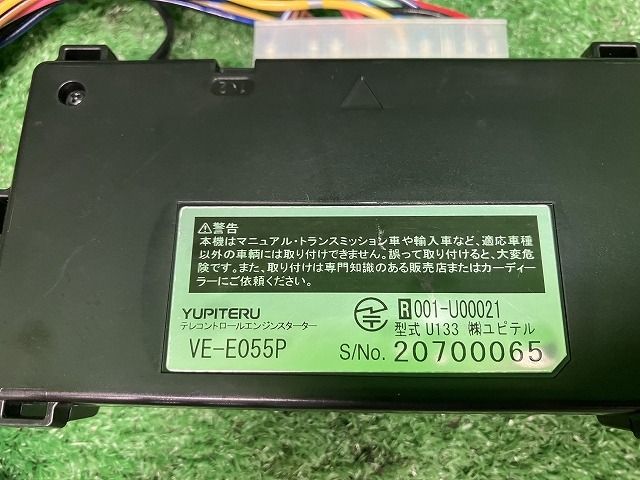 ⚠警告
本機はマニュアル・トランスミッション車や輸入車など、適応車種
以外の車輌には取り付けできません。誤って取り付けると、大変危
険です。また、取り付けは専門知識のある販売店またはカーディー
ラーにご依頼ください。
YUPITERU
テレコントロールエンジンスターター
VE-E055P
R 001-U00021
型式 U133 ㈱ユピテル
S/No. 20700065